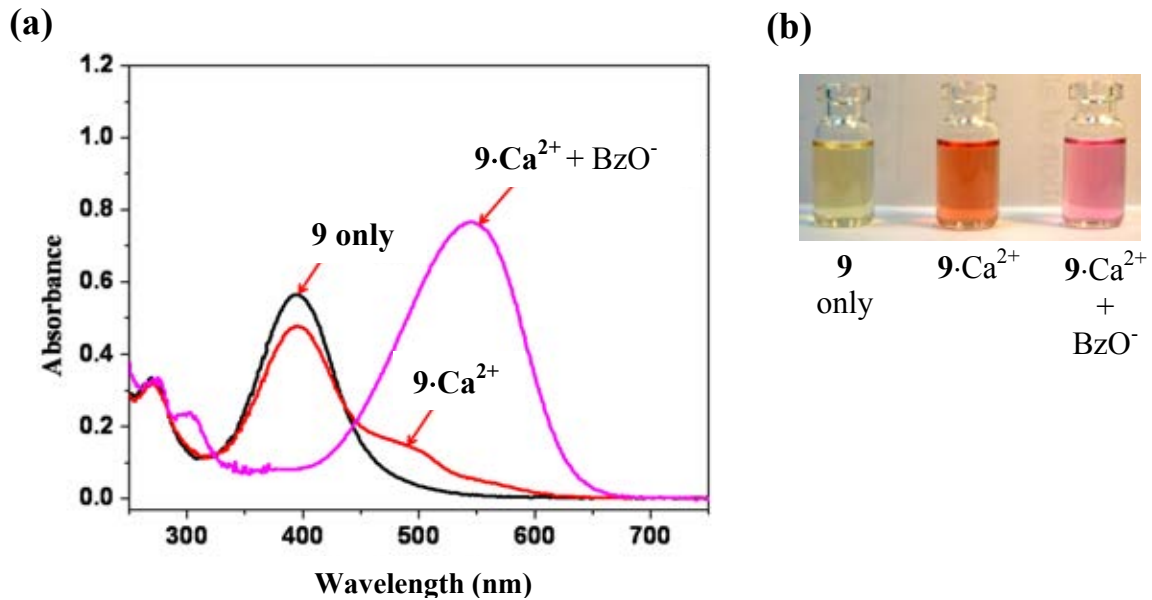 (a)
1.2
1.0
0.8
0.6
0.4
0.2
0.0
Absorbance
300 400 500 600 700
Wavelength (nm)
9·Ca²⁺ + BzO⁻
9 only
9·Ca²⁺
(b)
9
only
9·Ca²⁺
9·Ca²⁺
+
BzO⁻